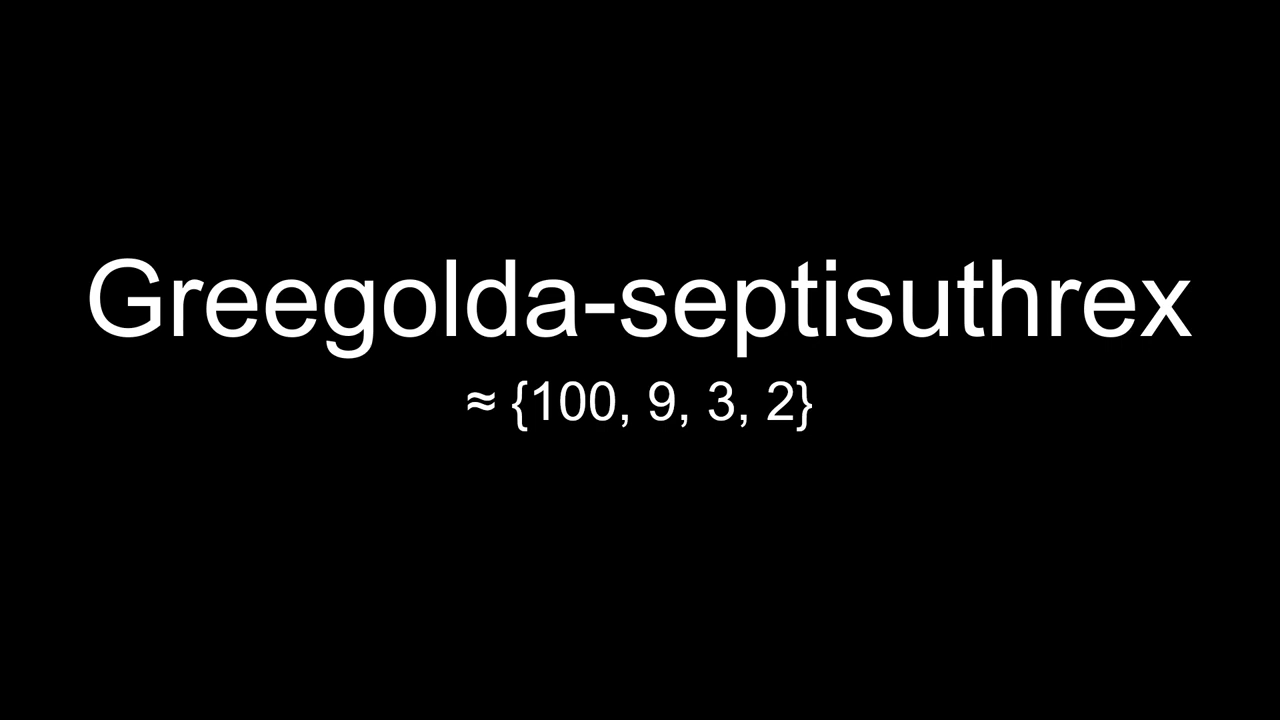 Greegolda-septisuthrex
≈ {100, 9, 3, 2}